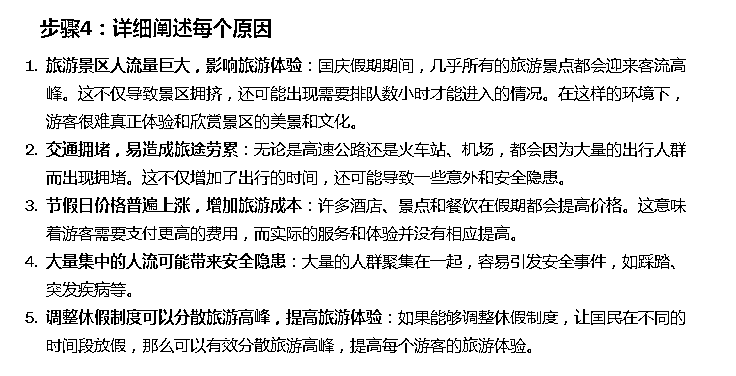 步骤4：详细阐述每个原因
1. 旅游景区人流量巨大，影响旅游体验：国庆假期期间，几乎所有的旅游景点都会迎来客流高
峰。这不仅导致景区拥挤，还可能出现需要排队数小时才能进入的情况。在这样的环境下，
游客很难真正体验和欣赏景区的美景和文化。
2. 交通拥堵，易造成旅途劳累：无论是高速公路还是火车站、机场，都会因为大量的出行人群
而出现拥堵。这不仅增加了出行的时间，还可能导致一些意外和安全隐患。
3. 节假日价格普遍上涨，增加旅游成本：许多酒店、景点和餐饮在假期都会提高价格。这意味
着游客需要支付更高的费用，而实际的服务和体验并没有相应提高。
4. 大量集中的人流可能带来安全隐患：大量的人群聚集在一起，容易引发安全事件，如踩踏、
突发疾病等。
5. 调整休假制度可以分散旅游高峰，提高旅游体验：如果能够调整休假制度，让国民在不同的
时间段放假，那么可以有效分散旅游高峰，提高每个游客的旅游体验。